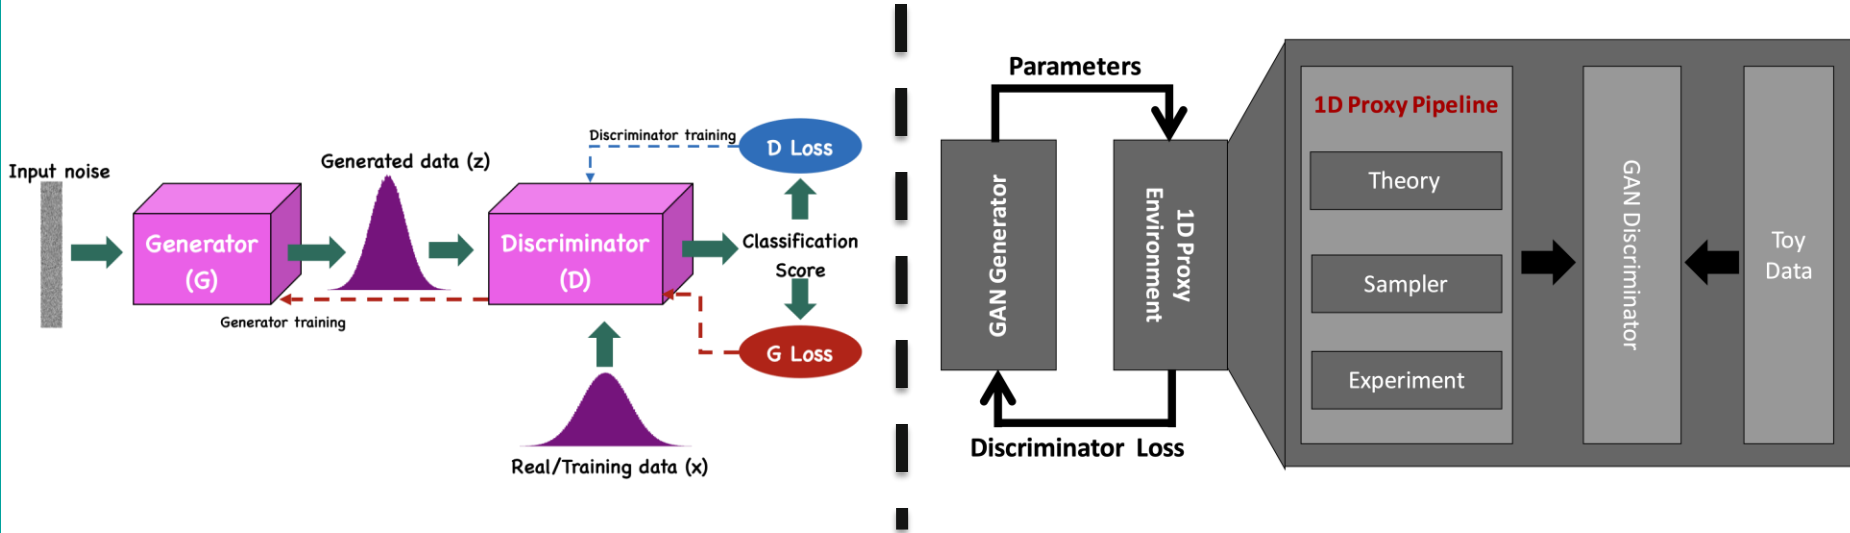 Input noise
Generator
(G)
Generated data (z)
Generator training
Discriminator training
Discriminator
(D)
Real/Training data (x)
D Loss
Classification
Score
G Loss
Parameters
GAN Generator
1D Proxy
Environment
Discriminator Loss
1D Proxy Pipeline
Theory
Sampler
Experiment
GAN Discriminator
Toy
Data